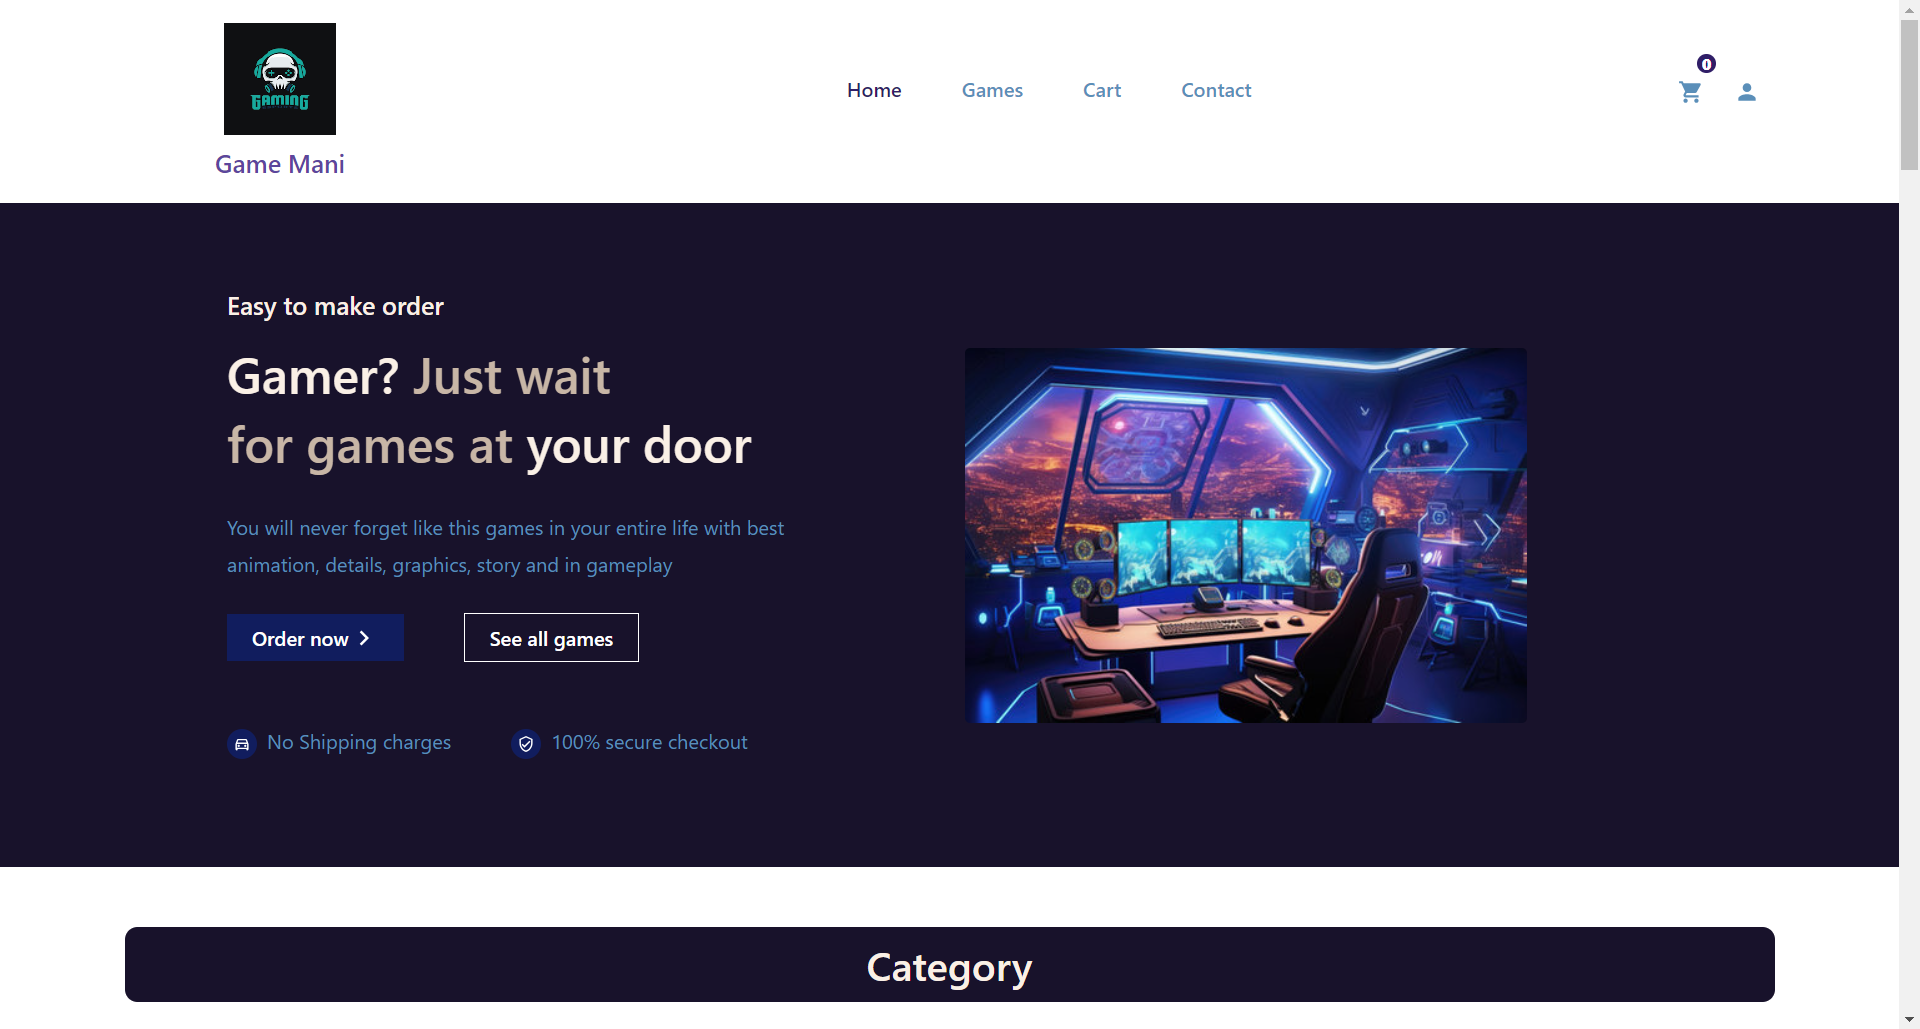 GAMING
Game Mani
Home
Games
Cart
Contact
0
Easy to make order
Gamer? Just wait
for games at your door
You will never forget like this games in your entire life with best
animation, details, graphics, story and in gameplay
Order now
See all games
No Shipping charges
100% secure checkout
Category